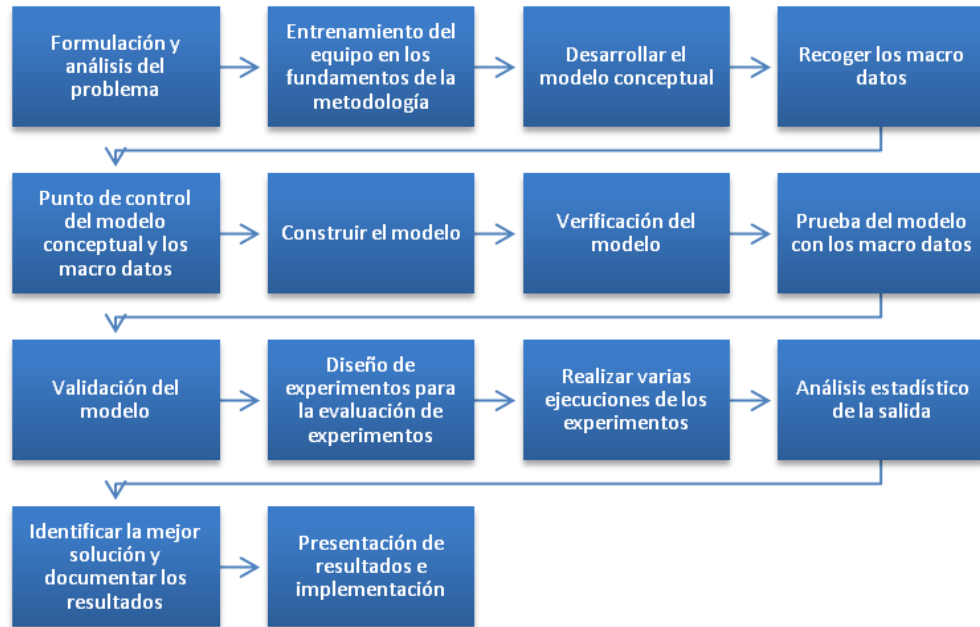 Formulación y
análisis del
problema
Entrenamiento del
equipo en los
fundamentos de la
metodología
Desarrollar el
modelo conceptual
Recoger los macro
datos
Punto de control
del modelo
conceptual y los
macro datos
Construir el modelo
Verificación del
modelo
Prueba del modelo
con los macro datos
Validación del
modelo
Diseño de
experimentos para
la evaluación de
experimentos
Realizar varias
ejecuciones de los
experimentos
Análisis estadístico
de la salida
Identificar la mejor
solución y
documentar los
resultados
Presentación de
resultados e
implementación